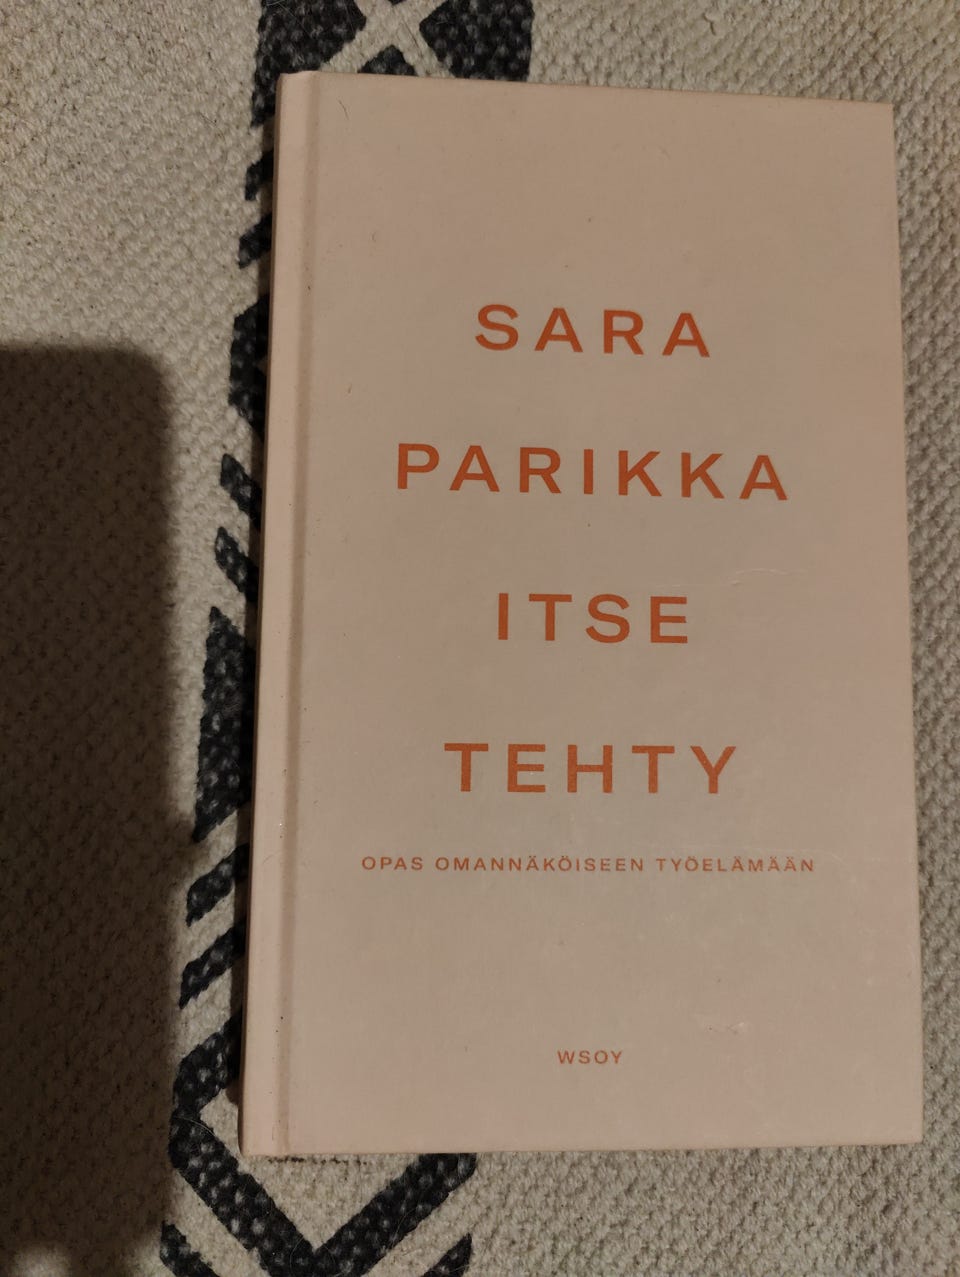 SARA
PARIKKA
ITSE
TEHTY
OPAS OMANNÄKÖISEEN TYÖELÄMÄÄN
WSOY